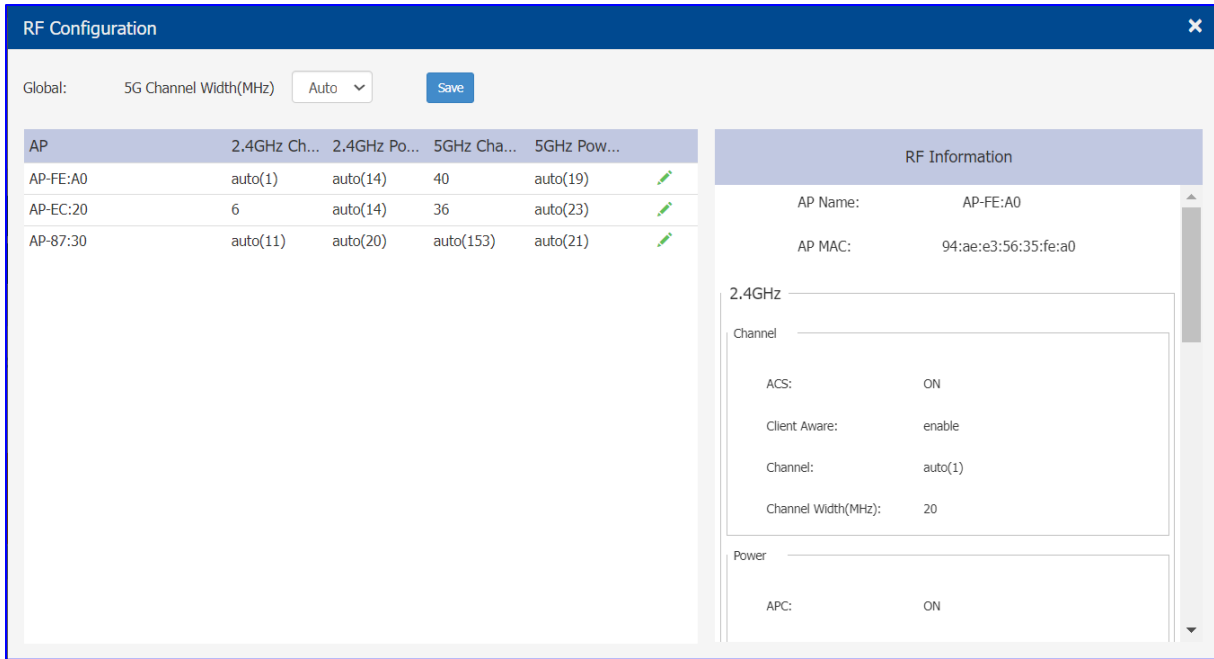 RF Configuration
Global: 5G Channel Width(MHz) Auto Save
AP 2.4GHz Ch... 2.4GHz Po... 5GHz Cha... 5GHz Pow...
AP-FE:A0 auto(1) auto(14) 40 auto(19)
AP-EC:20 6 auto(14) 36 auto(23)
AP-87:30 auto(11) auto(20) auto(153) auto(21)
RF Information
AP Name: AP-FE:A0
AP MAC: 94:ae:e3:56:35:fe:a0
2.4GHz
Channel
ACS: ON
Client Aware: enable
Channel: auto(1)
Channel Width(MHz): 20
Power
APC: ON